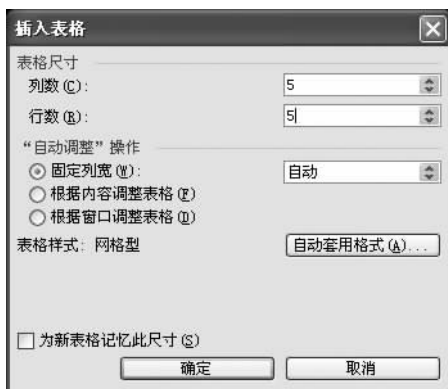 插入表格
表格尺寸
列数(C): 5
行数(R): 5
“自动调整”操作
固定列宽(W): 自动
根据内容调整表格(F)
根据窗口调整表格(D)
表格样式: 网格型 自动套用格式(A)...
为新表格记忆此尺寸(S)
确定 取消